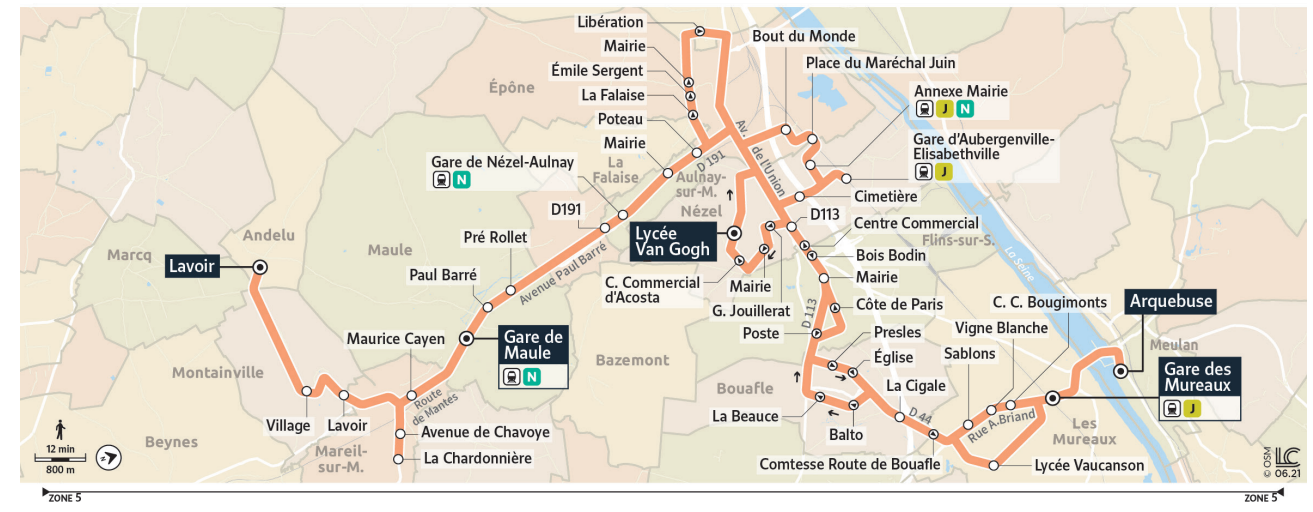 Libération
Mairie
Émile Sergent
La Falaise
Poteau
Mairie
Bout du Monde
Place du Maréchal Juin
Annexe Mairie
J N
Gare d'Aubergenville-
Elisabethville
J
Épône
Gare de Nézel-Aulnay
N
La
Falaise
D 191
Aulnay-
sur-M.
Av. de l'Union
Nézel
Cimetière
D191
Lycée
Van Gogh
D113
Centre Commercial
Flins-sur-S.
Bois Bodin
La Seine
Marcq
Andelu
Maule
Pré Rollet
Lavoir
Paul Barré
Avenue Paul Barré
C. Commercial
d'Acosta
Mairie
G. Jouillerat
Mairie
Côte de Paris
D 113
Poste
C. C. Bougimonts
Arquebuse
Maurice Cayen
Gare de
Maule
N
Presles
Église
Vigne Blanche
Sablons
Meulan
Gare des
Mureaux
J
Montainville
Bazemont
Bouafle
La Cigale
La Beauce
Balto
D 44
Rue A.Briand
Les
Mureaux
Route
de Mantes
Village
Lavoir
Avenue de Chavoye
La Chardonnière
Beynes
Mareil-
sur-M.
Comtesse Route de Bouafle
Lycée Vaucanson
12 min
800 m
N
© OSM
LC
06.21
ZONE 5
ZONE 5